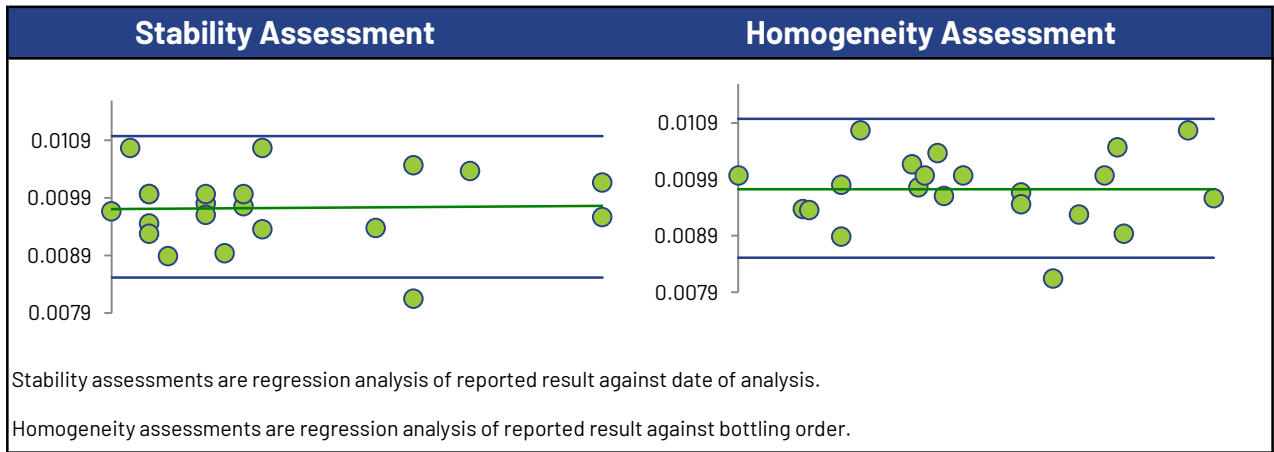 Stability Assessment
Homogeneity Assessment
0.0109
0.0099
0.0089
0.0079
0.0109
0.0099
0.0089
0.0079
Stability assessments are regression analysis of reported result against date of analysis.
Homogeneity assessments are regression analysis of reported result against bottling order.